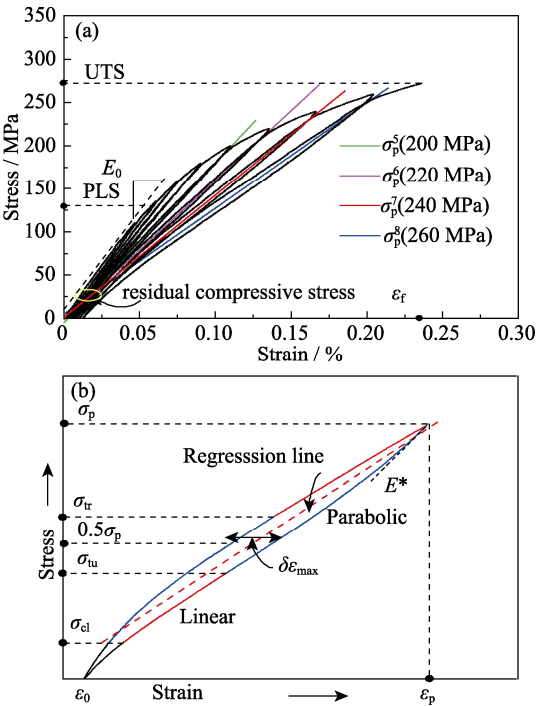 (a)
350
300
250
200
150
100
50
0
Stress / MPa
UTS
E₀
PLS
σₚ⁵(200 MPa)
σₚ⁶(220 MPa)
σₚ⁷(240 MPa)
σₚ⁸(260 MPa)
residual compressive stress
εf
0 0.05 0.10 0.15 0.20 0.25 0.30
Strain / %
(b)
σp
Regresssion line
E*
σtr
Parabolic
0.5σp
δεmax
σtu
Stress
Linear
σcl
ε₀ Strain εp